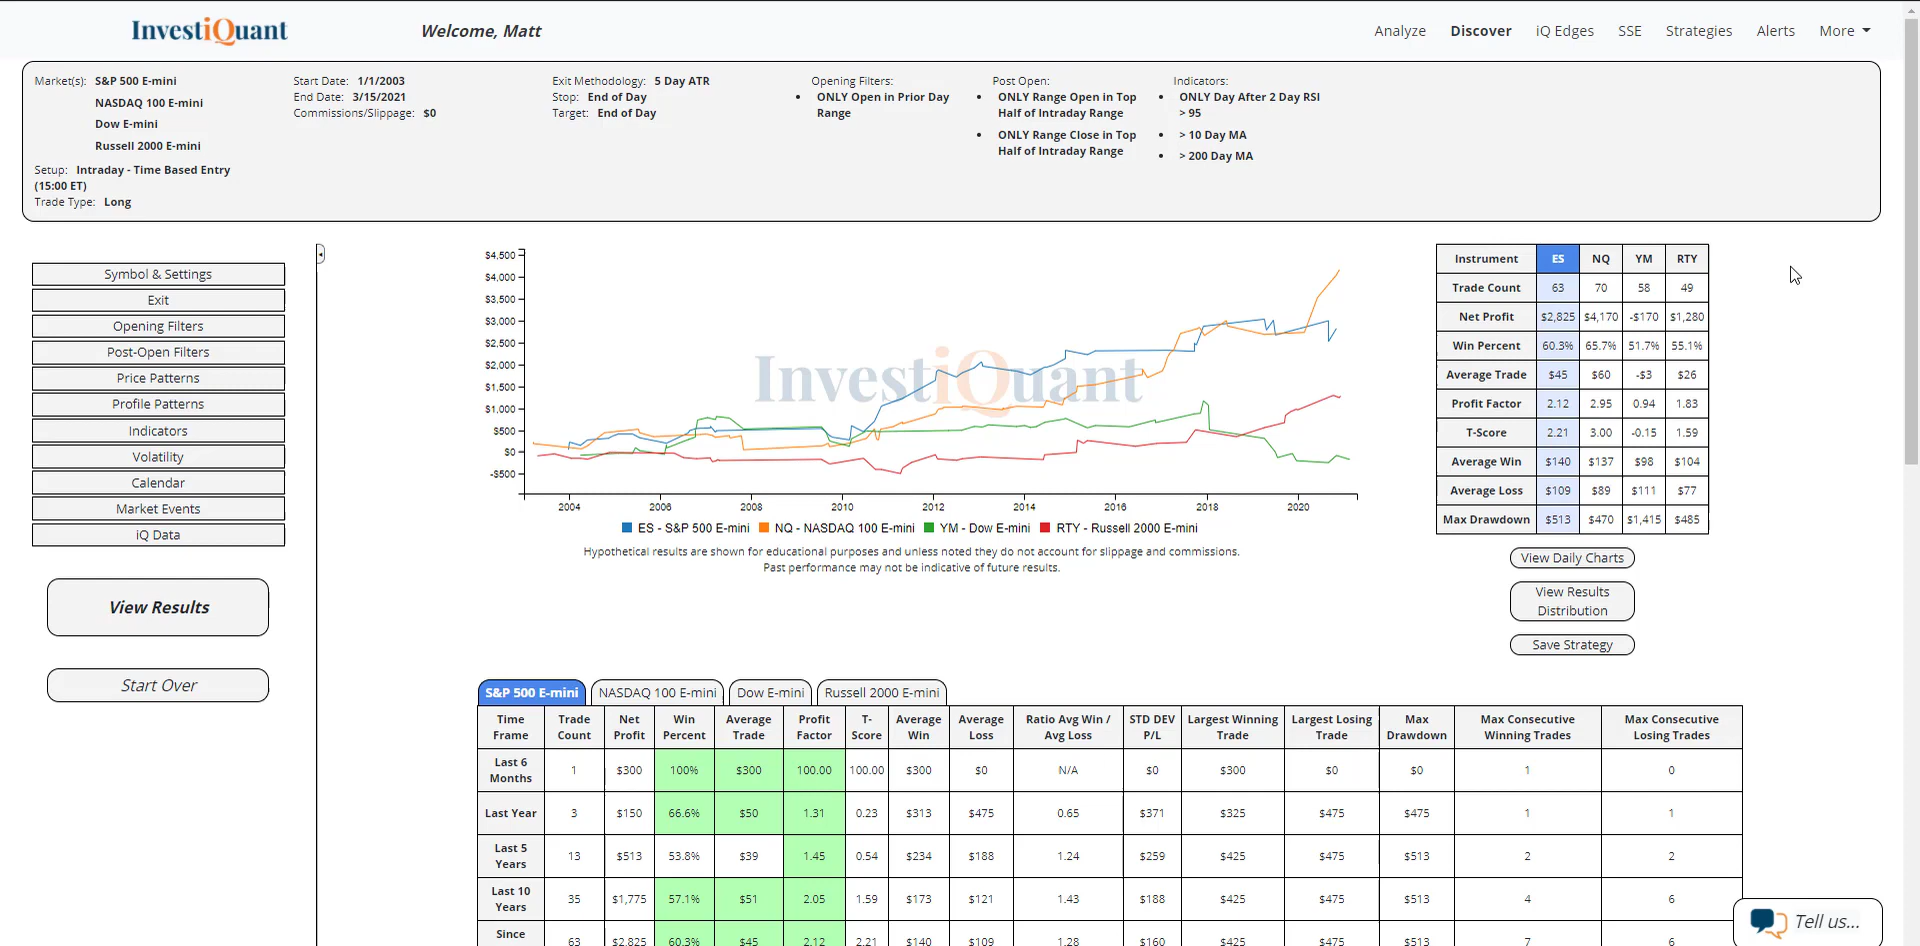 InvestiQuant
Welcome, Matt
Analyze Discover iQ Edges SSE Strategies Alerts More
Market(s): S&P 500 E-mini
NASDAQ 100 E-mini
Dow E-mini
Russell 2000 E-mini
Setup: Intraday - Time Based Entry
(15:00 ET)
Trade Type: Long
Start Date: 1/1/2003
End Date: 3/15/2021
Commissions/Slippage: $0
Exit Methodology: 5 Day ATR
Stop: End of Day
Target: End of Day
Opening Filters:
• ONLY Open in Prior Day
Range
Post Open:
• ONLY Range Open in Top
Half of Intraday Range
• ONLY Range Close in Top
Half of Intraday Range
Indicators:
• ONLY Day After 2 Day RSI
> 95
• > 10 Day MA
• > 200 Day MA
Symbol & Settings
Exit
Opening Filters
Post-Open Filters
Price Patterns
Profile Patterns
Indicators
Volatility
Calendar
Market Events
iQ Data
View Results
Start Over
$4,500
$4,000
$3,500
$3,000
$2,500
$2,000
$1,500
$1,000
$500
$0
-$500
InvestiQuant
2004 2006 2008 2010 2012 2014 2016 2018 2020
ES - S&P 500 E-mini NQ - NASDAQ 100 E-mini YM - Dow E-mini RTY - Russell 2000 E-mini
Hypothetical results are shown for educational purposes and unless noted they do not account for slippage and commissions.
Past performance may not be indicative of future results.
Instrument ES NQ YM RTY
Trade Count 63 70 58 49
Net Profit $2,825 $4,170 -$170 $1,280
Win Percent 60.3% 65.7% 51.7% 55.1%
Average Trade $45 $60 -$3 $26
Profit Factor 2.12 2.95 0.94 1.83
T-Score 2.21 3.00 -0.15 1.59
Average Win $140 $137 $98 $104
Average Loss $109 $89 $111 $77
Max Drawdown $513 $470 $1,415 $485
View Daily Charts
View Results
Distribution
Save Strategy
S&P 500 E-mini NASDAQ 100 E-mini Dow E-mini Russell 2000 E-mini
Time Trade Net Win Average Profit T- Average Average Ratio Avg Win / STD DEV Largest Winning Largest Losing Max Max Consecutive Max Consecutive
Frame Count Profit Percent Trade Factor Score Win Loss Avg Loss P/L Trade Trade Drawdown Winning Trades Losing Trades
Last 6
Months 1 $300 100% $300 100.00 100.00 $300 $0 N/A $0 $300 $0 $0 1 0
Last Year 3 $150 66.6% $50 1.31 0.23 $313 $475 0.65 $371 $325 $475 $475 1 1
Last 5
Years 13 $513 53.8% $39 1.45 0.54 $234 $188 1.24 $259 $425 $475 $513 2 2
Last 10
Years 35 $1,775 57.1% $51 2.05 1.59 $173 $121 1.43 $188 $425 $475 $513 4 6
Since 63 $2,825 60.3% $45 2.12 2.21 $140 $109 1.28 $160 $425 $475 $513 7 6
Tell us...